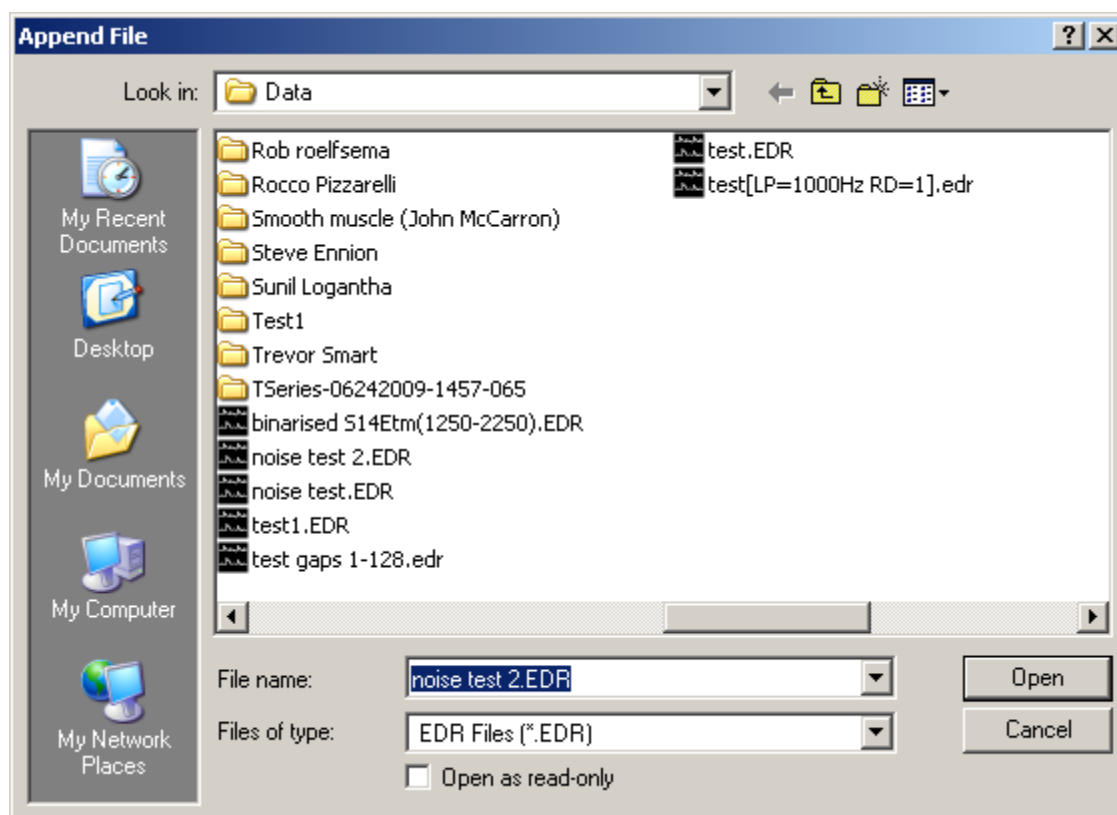 Append File
Look in:
Data
My Recent
Documents
Desktop
My Documents
My Computer
My Network
Places
Rob roelfsema
Rocco Pizzarelli
Smooth muscle (John McCarron)
Steve Ennion
Sunil Logantha
Test1
Trevor Smart
TSeries-06242009-1457-065
binarised S14Etm(1250-2250).EDR
noise test 2.EDR
noise test.EDR
test1.EDR
test gaps 1-128.edr
test.EDR
test[LP=1000Hz RD=1].edr
File name:
noise test 2.EDR
Open
Files of type:
EDR Files (*.EDR)
Cancel
Open as read-only